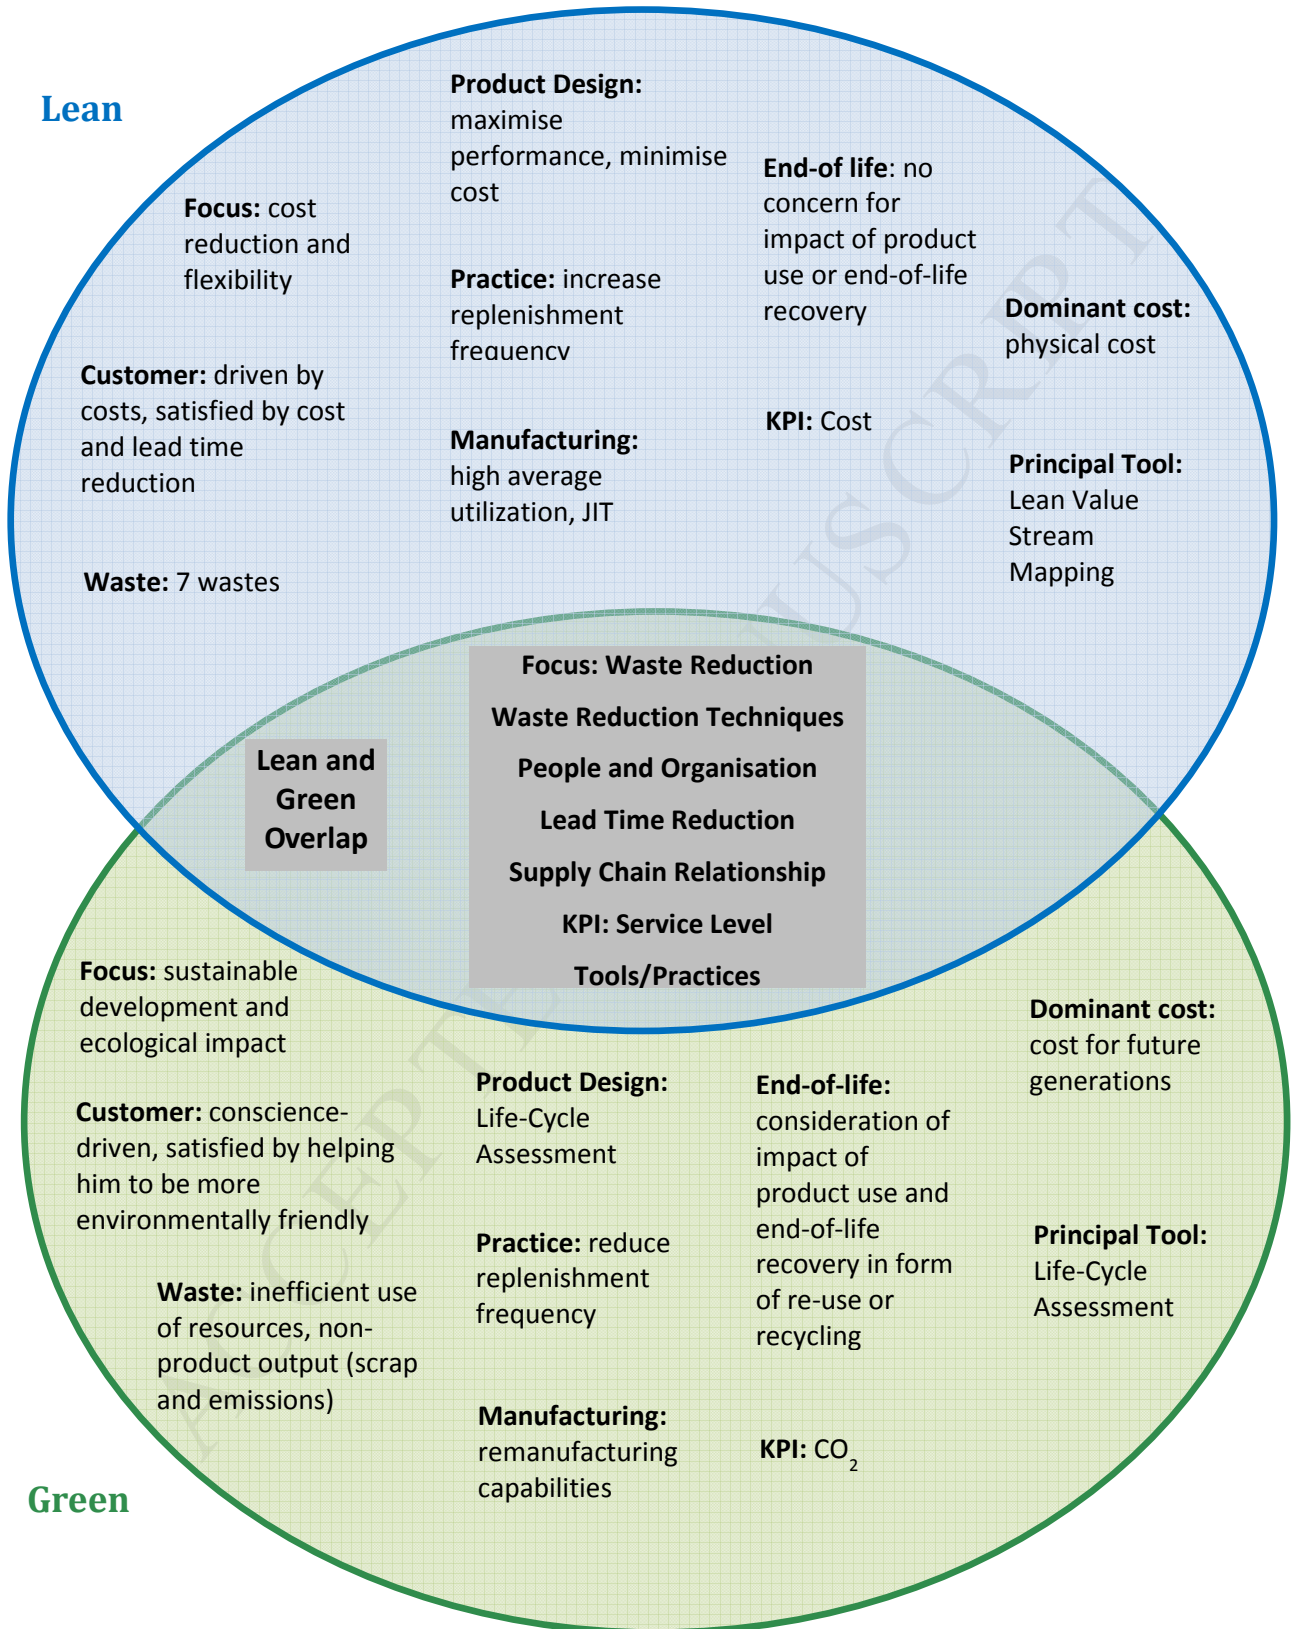 Lean
Product Design:
maximise
performance, minimise
cost
End-of life: no
concern for
impact of product
use or end-of-life
recovery
Focus: cost
reduction and
flexibility
Practice: increase
replenishment
frequency
Dominant cost:
physical cost
Customer: driven by
costs, satisfied by cost
and lead time
reduction
KPI: Cost
Manufacturing:
high average
utilization, JIT
Principal Tool:
Lean Value
Stream
Mapping
Waste: 7 wastes
Focus: Waste Reduction
Waste Reduction Techniques
People and Organisation
Lead Time Reduction
Supply Chain Relationship
KPI: Service Level
Tools/Practices
Lean and
Green
Overlap
Focus: sustainable
development and
ecological impact
Dominant cost:
cost for future
generations
Product Design:
Life-Cycle
Assessment
End-of-life:
consideration of
impact of
product use and
end-of-life
recovery in form
of re-use or
recycling
Customer: conscience-
driven, satisfied by helping
him to be more
environmentally friendly
Practice: reduce
replenishment
frequency
Principal Tool:
Life-Cycle
Assessment
Waste: inefficient use
of resources, non-
product output (scrap
and emissions)
Manufacturing:
remanufacturing
capabilities
KPI: CO2
Green